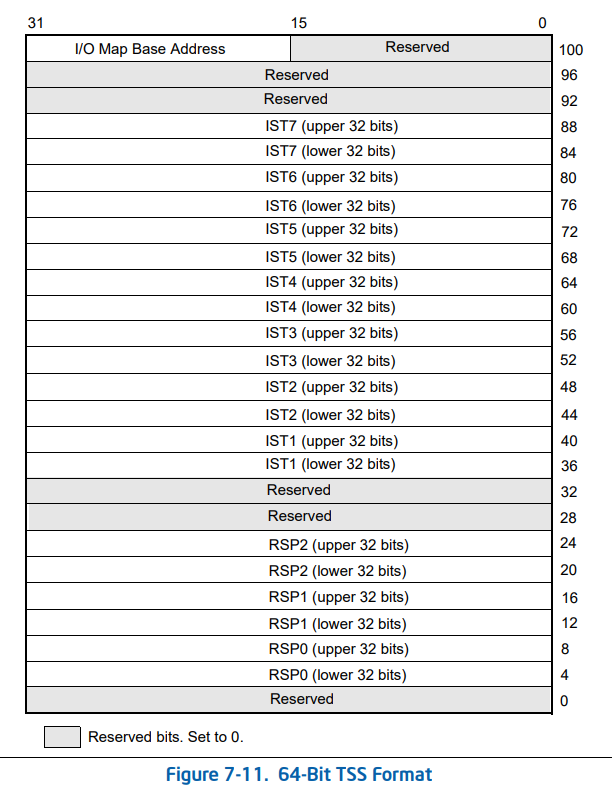 31 15 0
I/O Map Base Address Reserved 100
Reserved 96
Reserved 92
IST7 (upper 32 bits) 88
IST7 (lower 32 bits) 84
IST6 (upper 32 bits) 80
IST6 (lower 32 bits) 76
IST5 (upper 32 bits) 72
IST5 (lower 32 bits) 68
IST4 (upper 32 bits) 64
IST4 (lower 32 bits) 60
IST3 (upper 32 bits) 56
IST3 (lower 32 bits) 52
IST2 (upper 32 bits) 48
IST2 (lower 32 bits) 44
IST1 (upper 32 bits) 40
IST1 (lower 32 bits) 36
Reserved 32
Reserved 28
RSP2 (upper 32 bits) 24
RSP2 (lower 32 bits) 20
RSP1 (upper 32 bits) 16
RSP1 (lower 32 bits) 12
RSP0 (upper 32 bits) 8
RSP0 (lower 32 bits) 4
Reserved 0
Reserved bits. Set to 0.
Figure 7-11. 64-Bit TSS Format